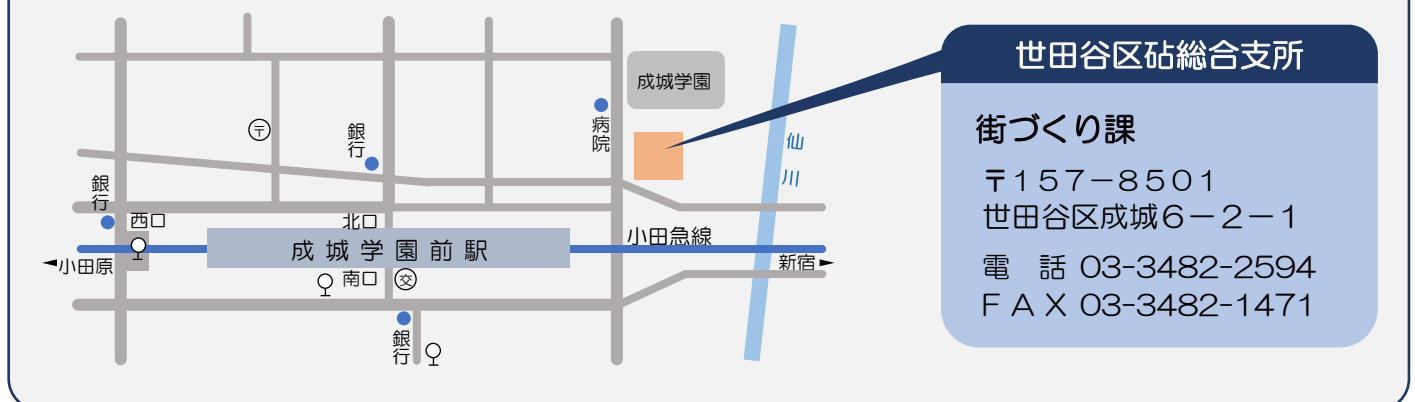 世田谷区砧総合支所
街づくり課
〒１５７－８５０１
世田谷区成城６－２－１
電　話 03-3482-2594
ＦＡＸ 03-3482-1471
成城学園
病院
仙川
〒
銀行
銀行
西口
北口
成城学園前駅
小田急線
◄小田原
新宿►
南口
交
銀行